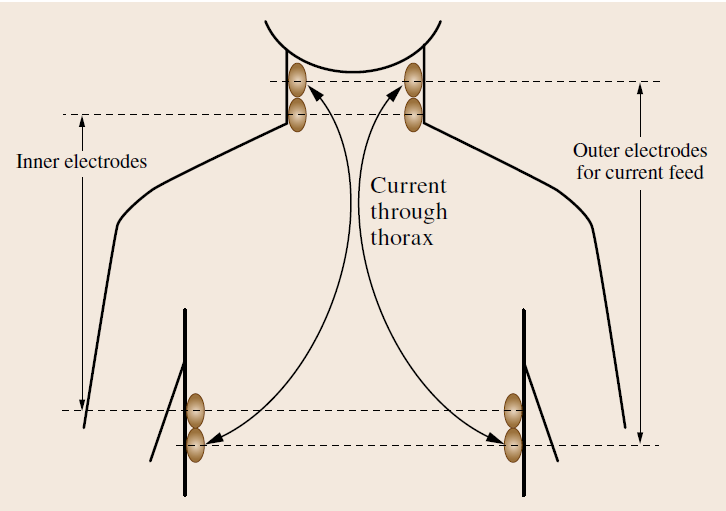 Inner electrodes
Outer electrodes
for current feed
Current
through
thorax